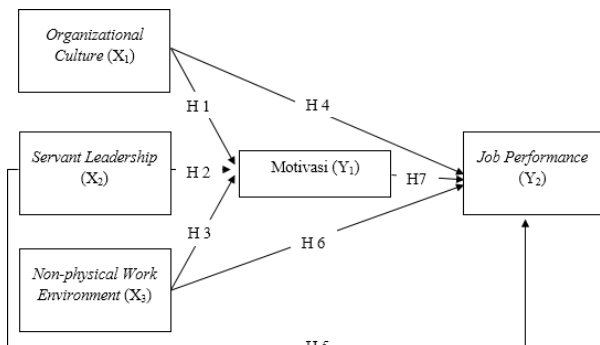 Organizational
Culture (X₁)
H 1
H 4
Servant Leadership
(X₂)
H 2
Motivasi (Y₁)
H7
Job Performance
(Y₂)
H 3
H 6
Non-physical Work
Environment (X₃)